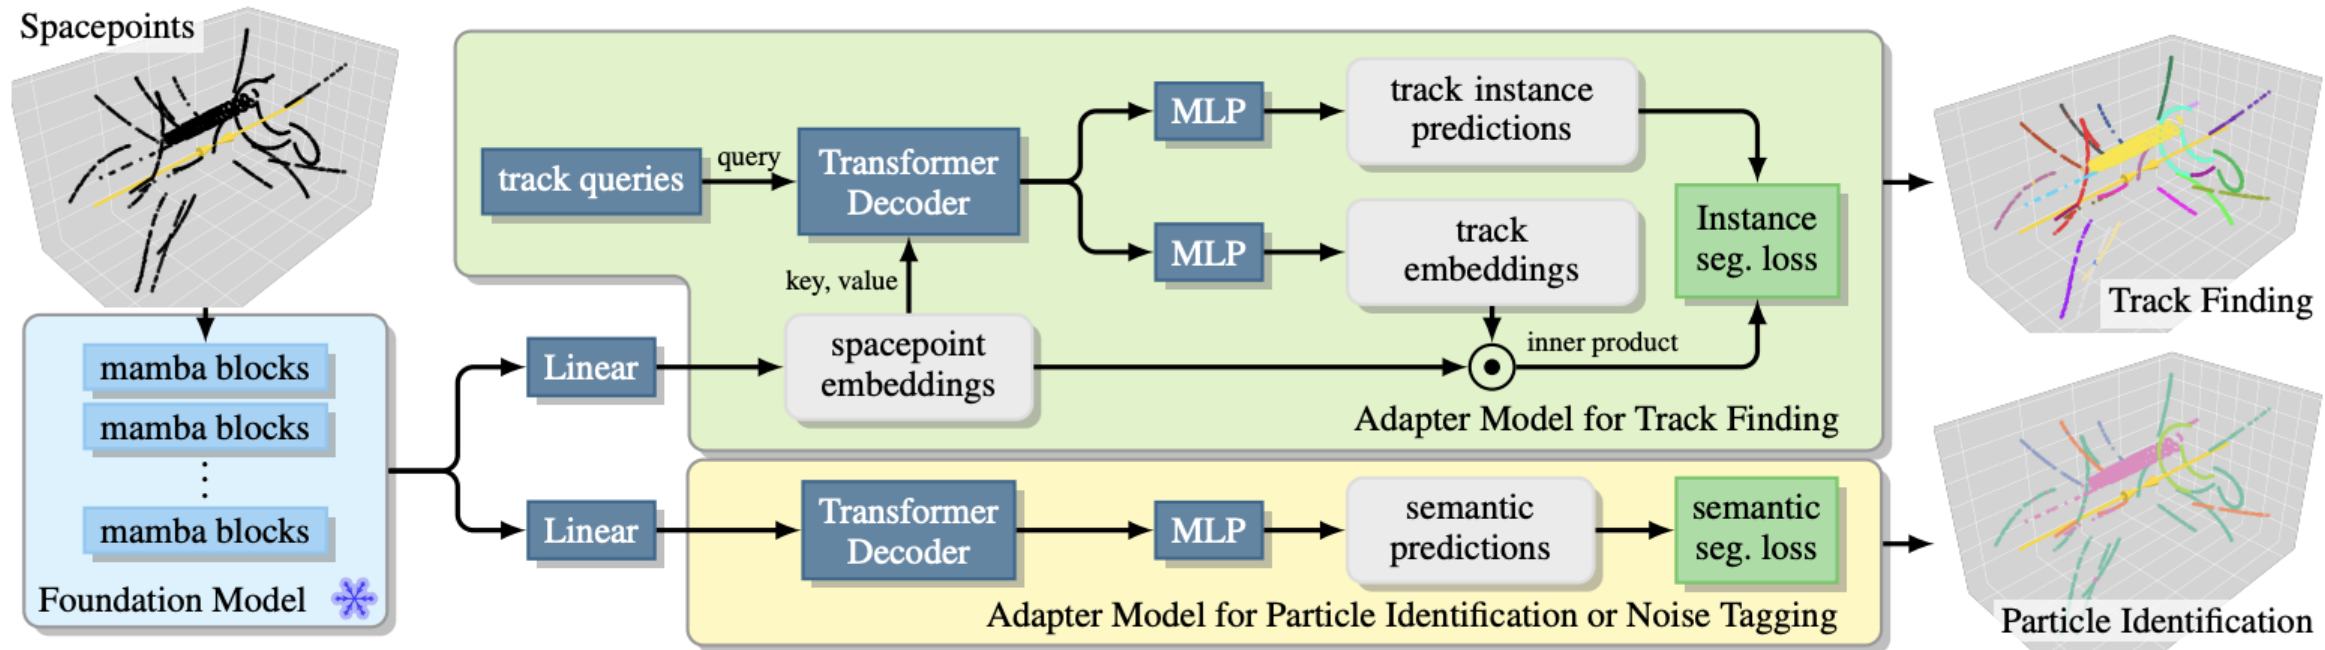 Spacepoints
mamba blocks
mamba blocks
mamba blocks
Foundation Model
track queries
query
Transformer
Decoder
key, value
MLP
track instance
predictions
MLP
track
embeddings
Instance
seg. loss
Linear
spacepoint
embeddings
inner product
Adapter Model for Track Finding
Linear
Transformer
Decoder
MLP
semantic
predictions
semantic
seg. loss
Adapter Model for Particle Identification or Noise Tagging
Track Finding
Particle Identification